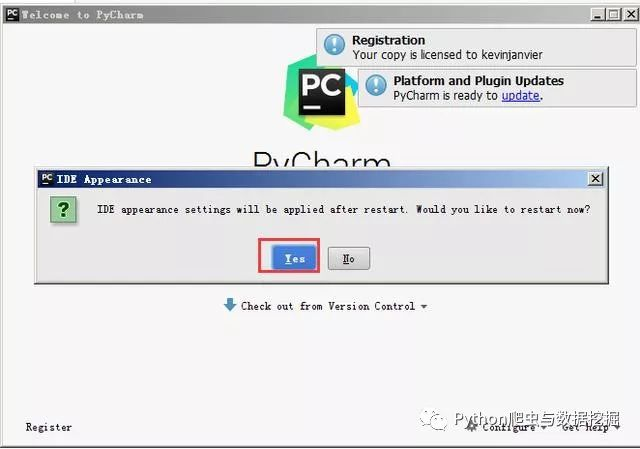 PC Welcome to PyCharm
Registration
Your copy is licensed to kevinjanvier
Platform and Plugin Updates
PyCharm is ready to update.
PC
PyCharm
PC IDE Appearance
IDE appearance settings will be applied after restart. Would you like to restart now?
Yes
No
Check out from Version Control
Register
Configure
Get Help
Python爬虫与数据挖掘